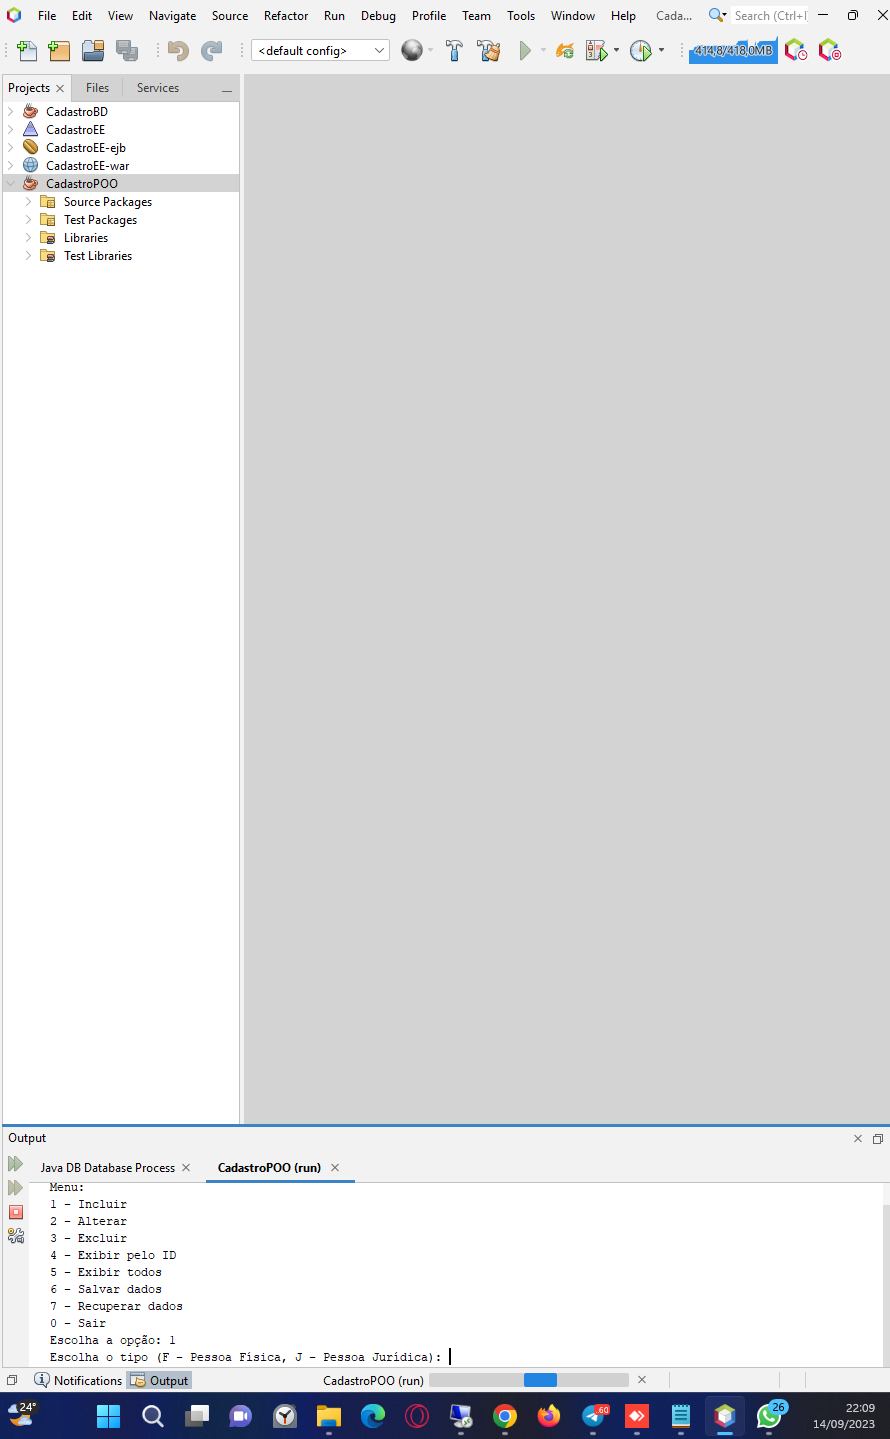 File Edit View Navigate Source Refactor Run Debug Profile Team Tools Window Help Cada... Search (Ctrl+I
<default config> 414,8/418,0MB
Projects Files Services
CadastroBD
CadastroEE
CadastroEE-ejb
CadastroEE-war
CadastroPOO
Source Packages
Test Packages
Libraries
Test Libraries
Output
Java DB Database Process CadastroPOO (run)
Menu:
1 - Incluir
2 - Alterar
3 - Excluir
4 - Exibir pelo ID
5 - Exibir todos
6 - Salvar dados
7 - Recuperar dados
0 - Sair
Escolha a opção: 1
Escolha o tipo (F - Pessoa Física, J - Pessoa Jurídica):
Notifications Output CadastroPOO (run)
24° 60 26 22:09
14/09/2023